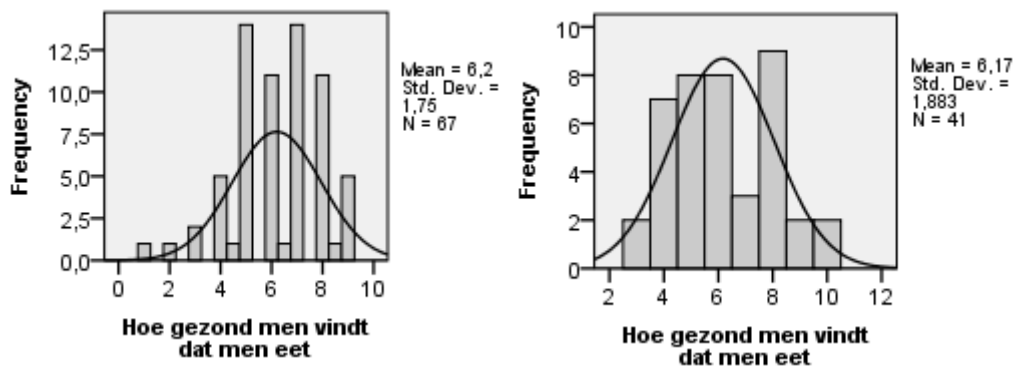 12,5
10,0
7,5
5,0
2,5
0,0
Frequency
0 2 4 6 8 10
Hoe gezond men vindt
dat men eet
Mean = 6,2
Std. Dev. =
1,75
N = 67
10
8
6
4
2
0
Frequency
2 4 6 8 10 12
Hoe gezond men vindt
dat men eet
Mean = 6,17
Std. Dev. =
1,883
N = 41